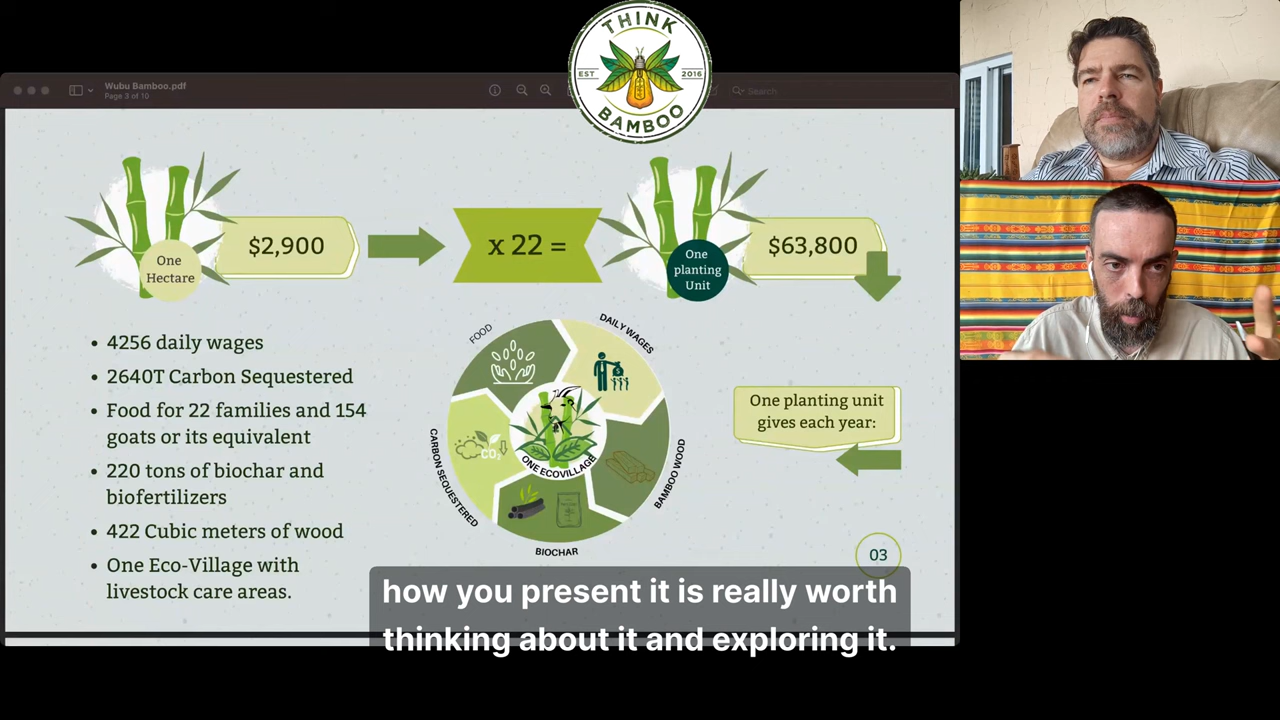 THINK
EST 2016
BAMBOO
Wubu Bamboo.pdf
Page 3 of 10
Search
One
Hectare
$2,900
x 22 =
One
planting
Unit
$63,800
4256 daily wages
2640T Carbon Sequestered
Food for 22 families and 154
goats or its equivalent
220 tons of biochar and
biofertilizers
422 Cubic meters of wood
One Eco-Village with
livestock care areas.
FOOD
DAILY WAGES
BAMBOO WOOD
BIOCHAR
CARBON SEQUESTERED
CO2
ONE ECOVILLAGE
One planting unit
gives each year:
03
how you present it is really worth
thinking about it and exploring it.